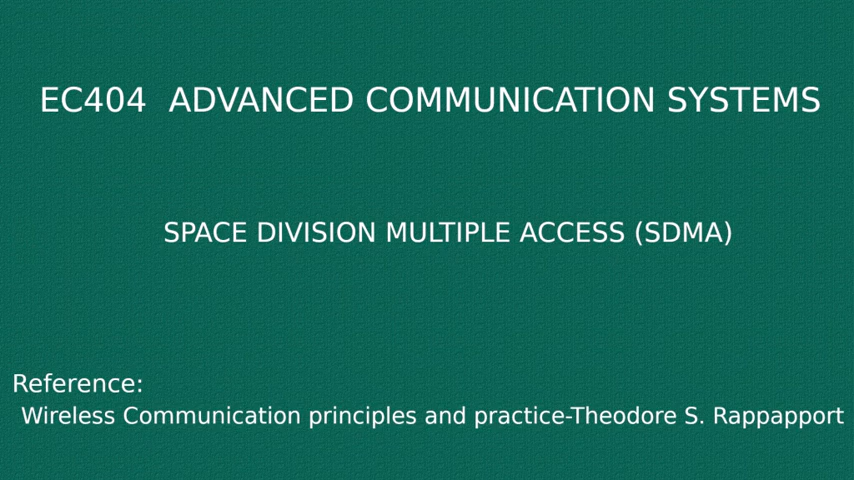 EC404 ADVANCED COMMUNICATION SYSTEMS
SPACE DIVISION MULTIPLE ACCESS (SDMA)
Reference:
Wireless Communication principles and practice-Theodore S. Rappapport